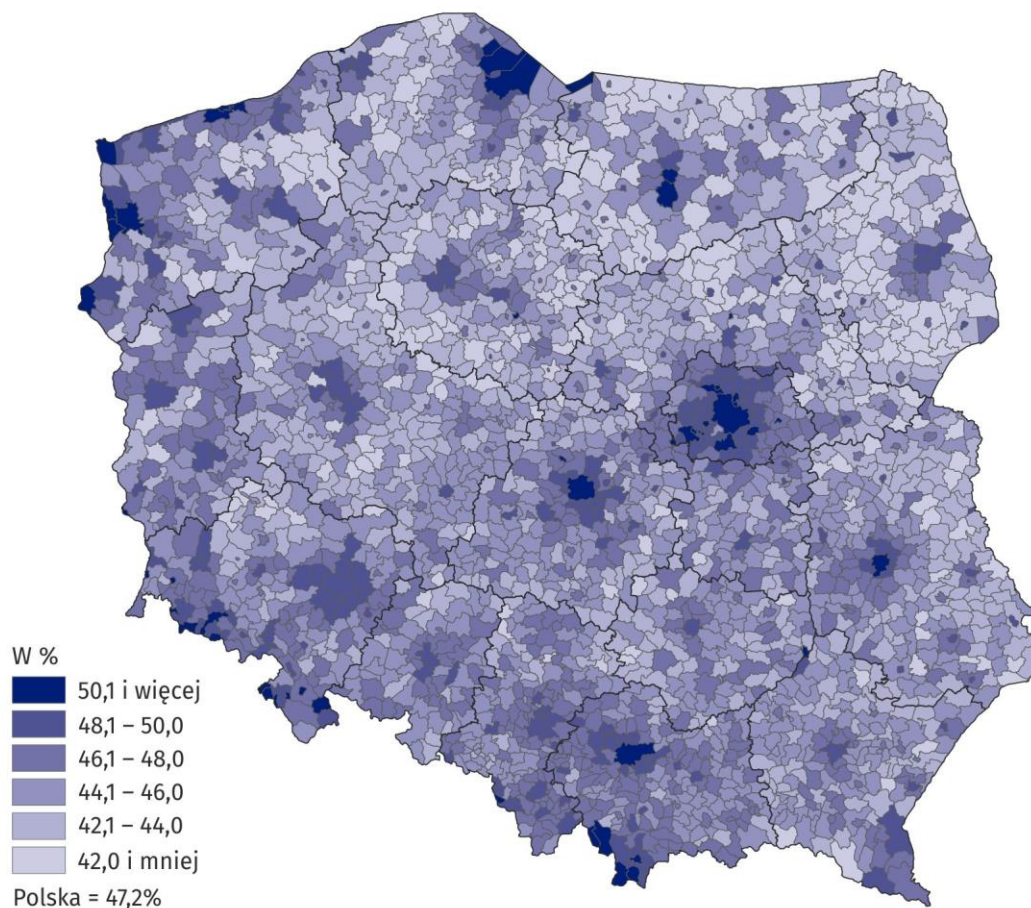 W %
50,1 i więcej
48,1 – 50,0
46,1 – 48,0
44,1 – 46,0
42,1 – 44,0
42,0 i mniej
Polska = 47,2%